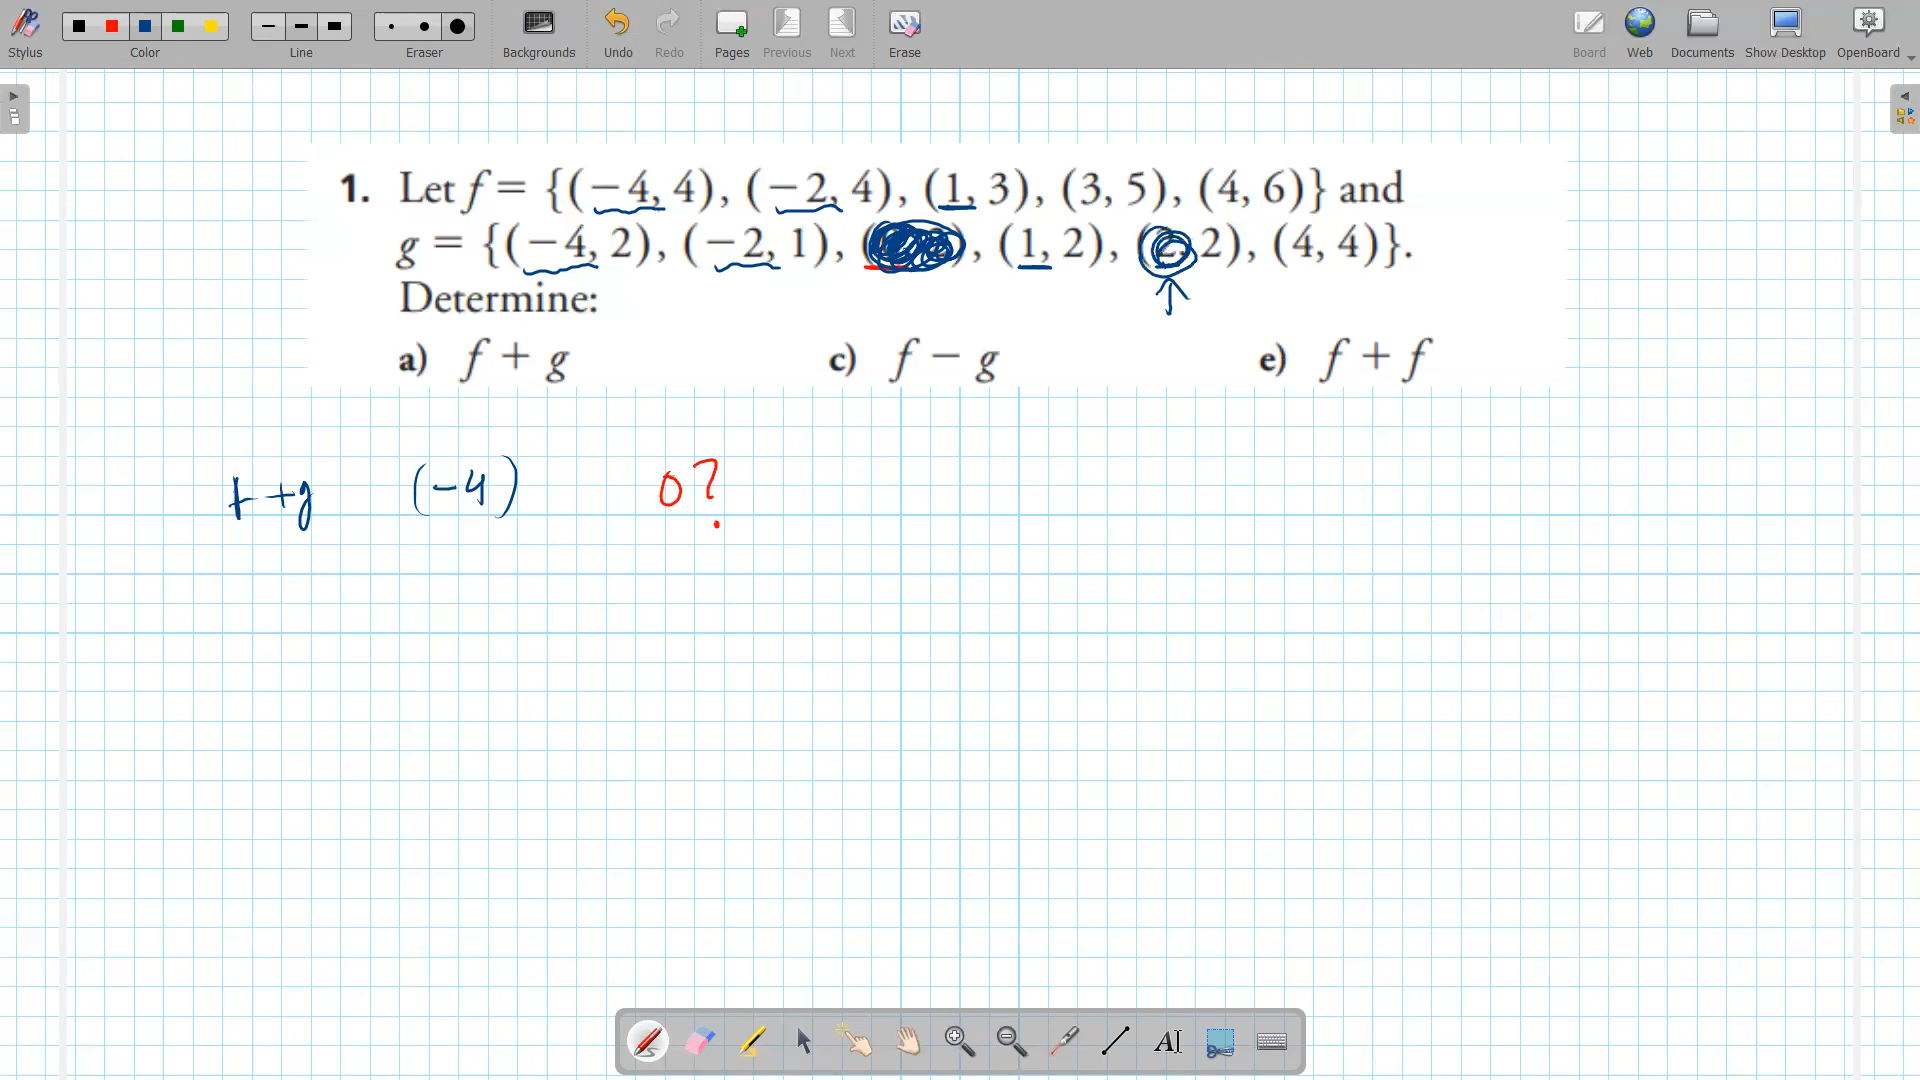 Stylus Color Line Eraser Backgrounds Undo Redo Pages Previous Next Erase Board Web Documents Show Desktop OpenBoard
1. Let f = {(−4, 4), (−2, 4), (1, 3), (3, 5), (4, 6)} and
g = {(−4, 2), (−2, 1), ( ), (1, 2), (2, 2), (4, 4)}.
Determine:
a) f + g c) f − g e) f + f
f + g (-4) 0?